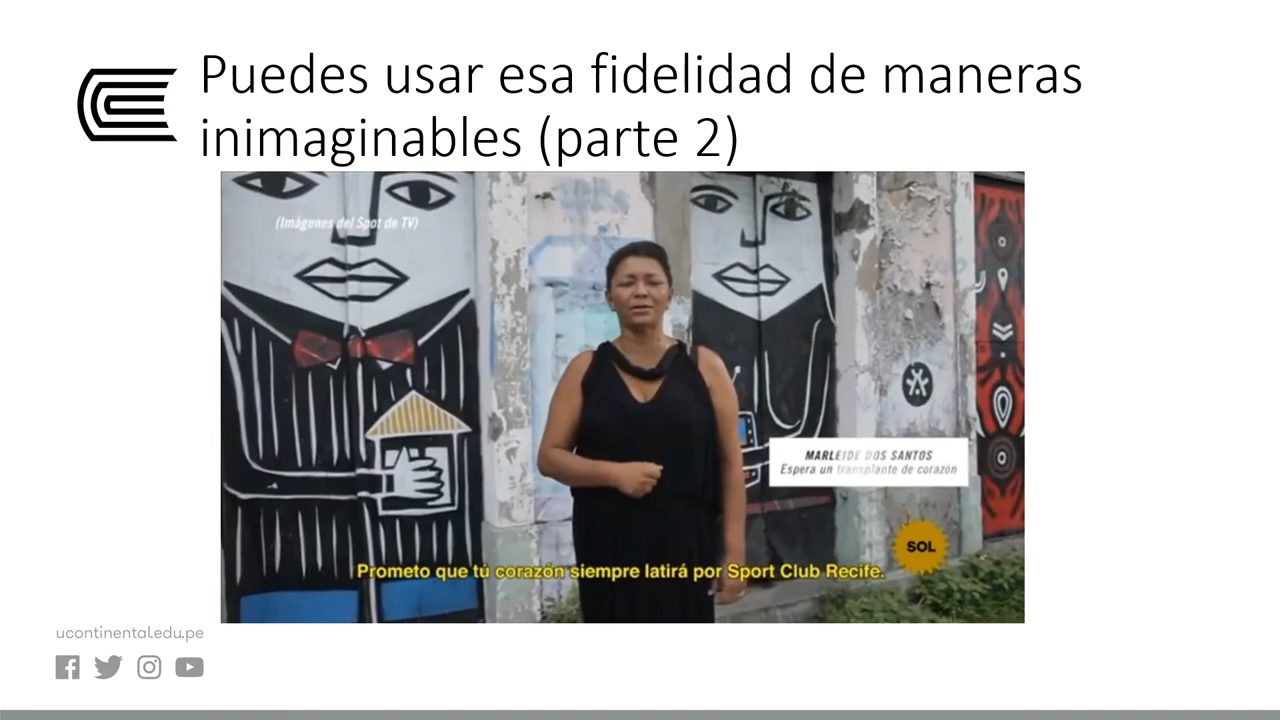 Puedes usar esa fidelidad de maneras
inimaginables (parte 2)
(Imágenes del Spot de TV)
MARLEIDE DOS SANTOS
Espera un transplante de corazón
SOL
Prometo que tú corazón siempre latirá por Sport Club Recife.
ucontinental.edu.pe